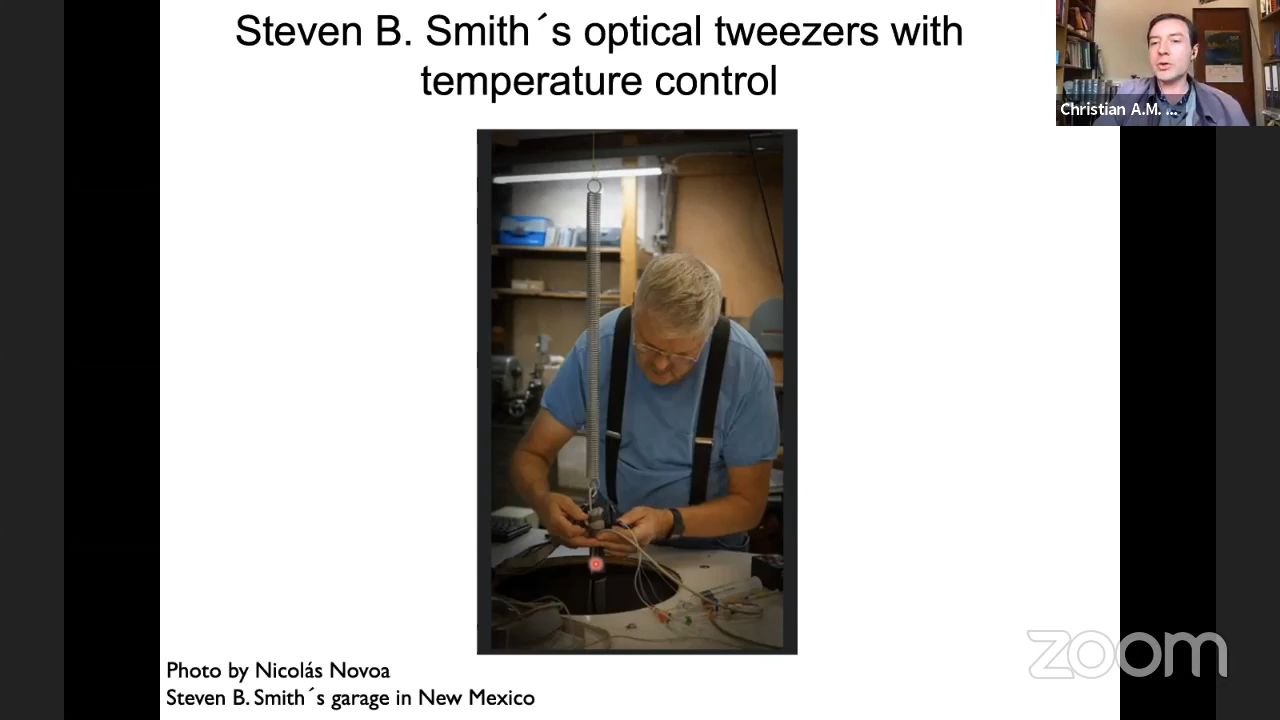 Steven B. Smith´s optical tweezers with
temperature control
Christian A.M. ...
Photo by Nicolás Novoa
Steven B. Smith´s garage in New Mexico
zoom